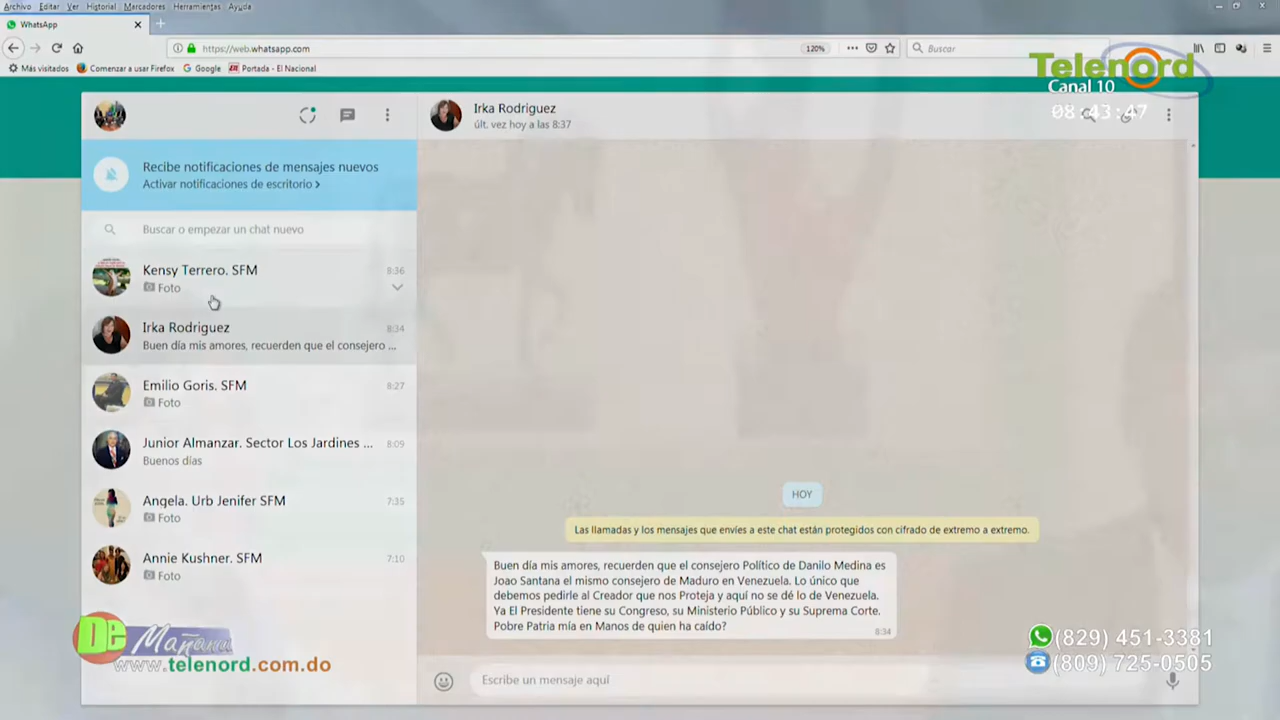 Archivo Editar Ver Historial Marcadores Herramientas Ayuda
WhatsApp
https://web.whatsapp.com
120%
Buscar
Más visitados
Comenzar a usar Firefox
Google
Portada - El Nacional
Telenord
Canal 10
08:43:47
Irka Rodriguez
últ. vez hoy a las 8:37
Recibe notificaciones de mensajes nuevos
Activar notificaciones de escritorio >
Buscar o empezar un chat nuevo
Kensy Terrero. SFM
8:36
Foto
Irka Rodriguez
8:34
Buen día mis amores, recuerden que el consejero ...
Emilio Goris. SFM
8:27
Foto
Junior Almanzar. Sector Los Jardines ...
8:09
Buenos días
Angela. Urb Jenifer SFM
7:35
Foto
Annie Kushner. SFM
7:10
Foto
HOY
Las llamadas y los mensajes que envíes a este chat están protegidos con cifrado de extremo a extremo.
Buen día mis amores, recuerden que el consejero Político de Danilo Medina es
Joao Santana el mismo consejero de Maduro en Venezuela. Lo único que
debemos pedirle al Creador que nos Proteja y aquí no se dé lo de Venezuela.
Ya El Presidente tiene su Congreso, su Ministerio Público y su Suprema Corte.
Pobre Patria mía en Manos de quien ha caído?
8:34
Escribe un mensaje aquí
De Mañana
www.telenord.com.do
(829) 451-3381
(809) 725-0505